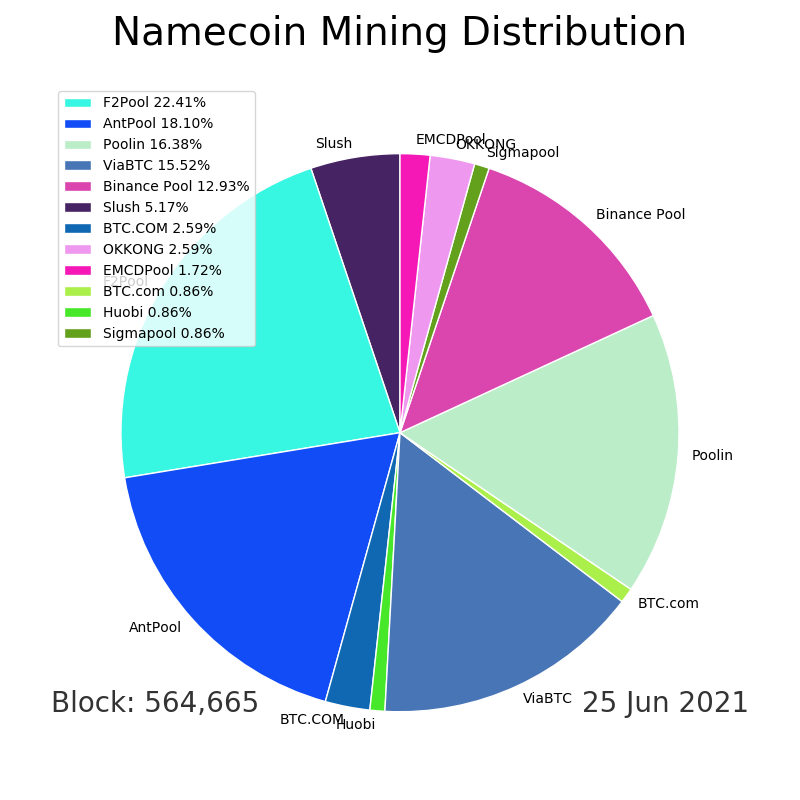 Namecoin Mining Distribution
F2Pool 22.41%
AntPool 18.10%
Poolin 16.38%
ViaBTC 15.52%
Binance Pool 12.93%
Slush 5.17%
BTC.COM 2.59%
OKKONG 2.59%
EMCDPool 1.72%
BTC.com 0.86%
Huobi 0.86%
Sigmapool 0.86%
EMCDPool
OKKONG
Sigmapool
Slush
Binance Pool
F2Pool
Poolin
BTC.com
AntPool
ViaBTC
BTC.COM
Huobi
Block: 564,665
25 Jun 2021